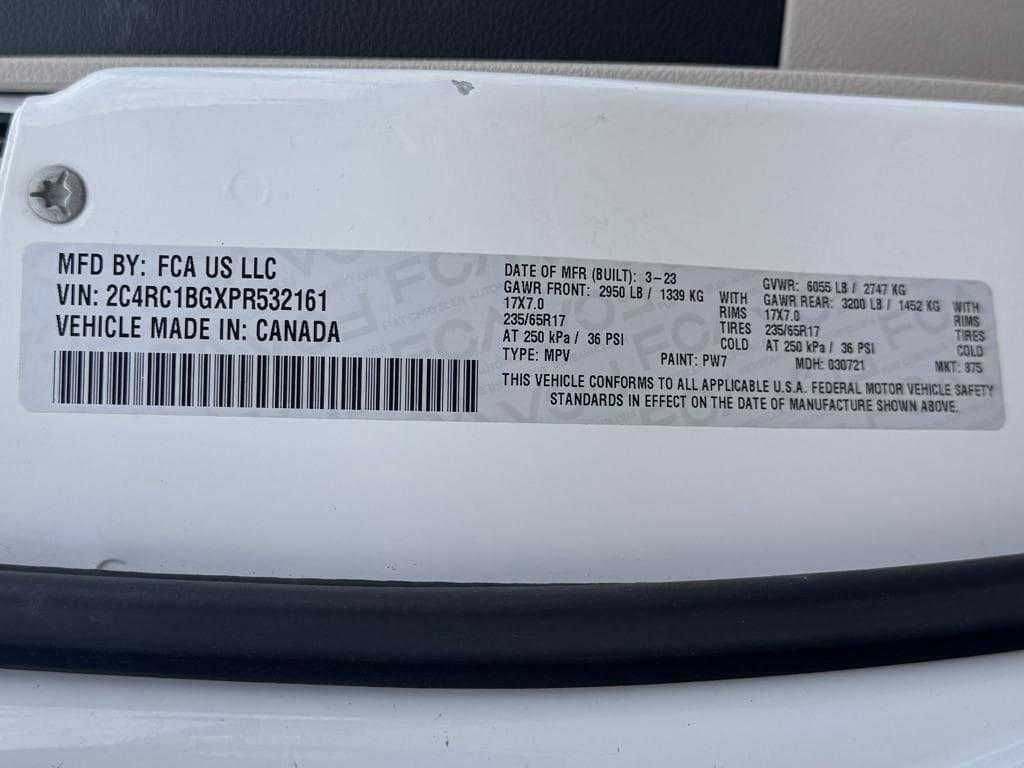 MFD BY: FCA US LLC
VIN: 2C4RC1BGXPR532161
VEHICLE MADE IN: CANADA
DATE OF MFR (BUILT): 3-23
GAWR FRONT: 2950 LB / 1339 KG WITH
17X7.0 RIMS
235/65R17 TIRES
AT 250 kPa / 36 PSI COLD
TYPE: MPV PAINT: PW7
GVWR: 6055 LB / 2747 KG
GAWR REAR: 3200 LB / 1452 KG WITH
17X7.0 RIMS
235/65R17 TIRES
AT 250 kPa / 36 PSI COLD
MDH: 030721 MKT: 875
THIS VEHICLE CONFORMS TO ALL APPLICABLE U.S.A. FEDERAL MOTOR VEHICLE SAFETY
STANDARDS IN EFFECT ON THE DATE OF MANUFACTURE SHOWN ABOVE.